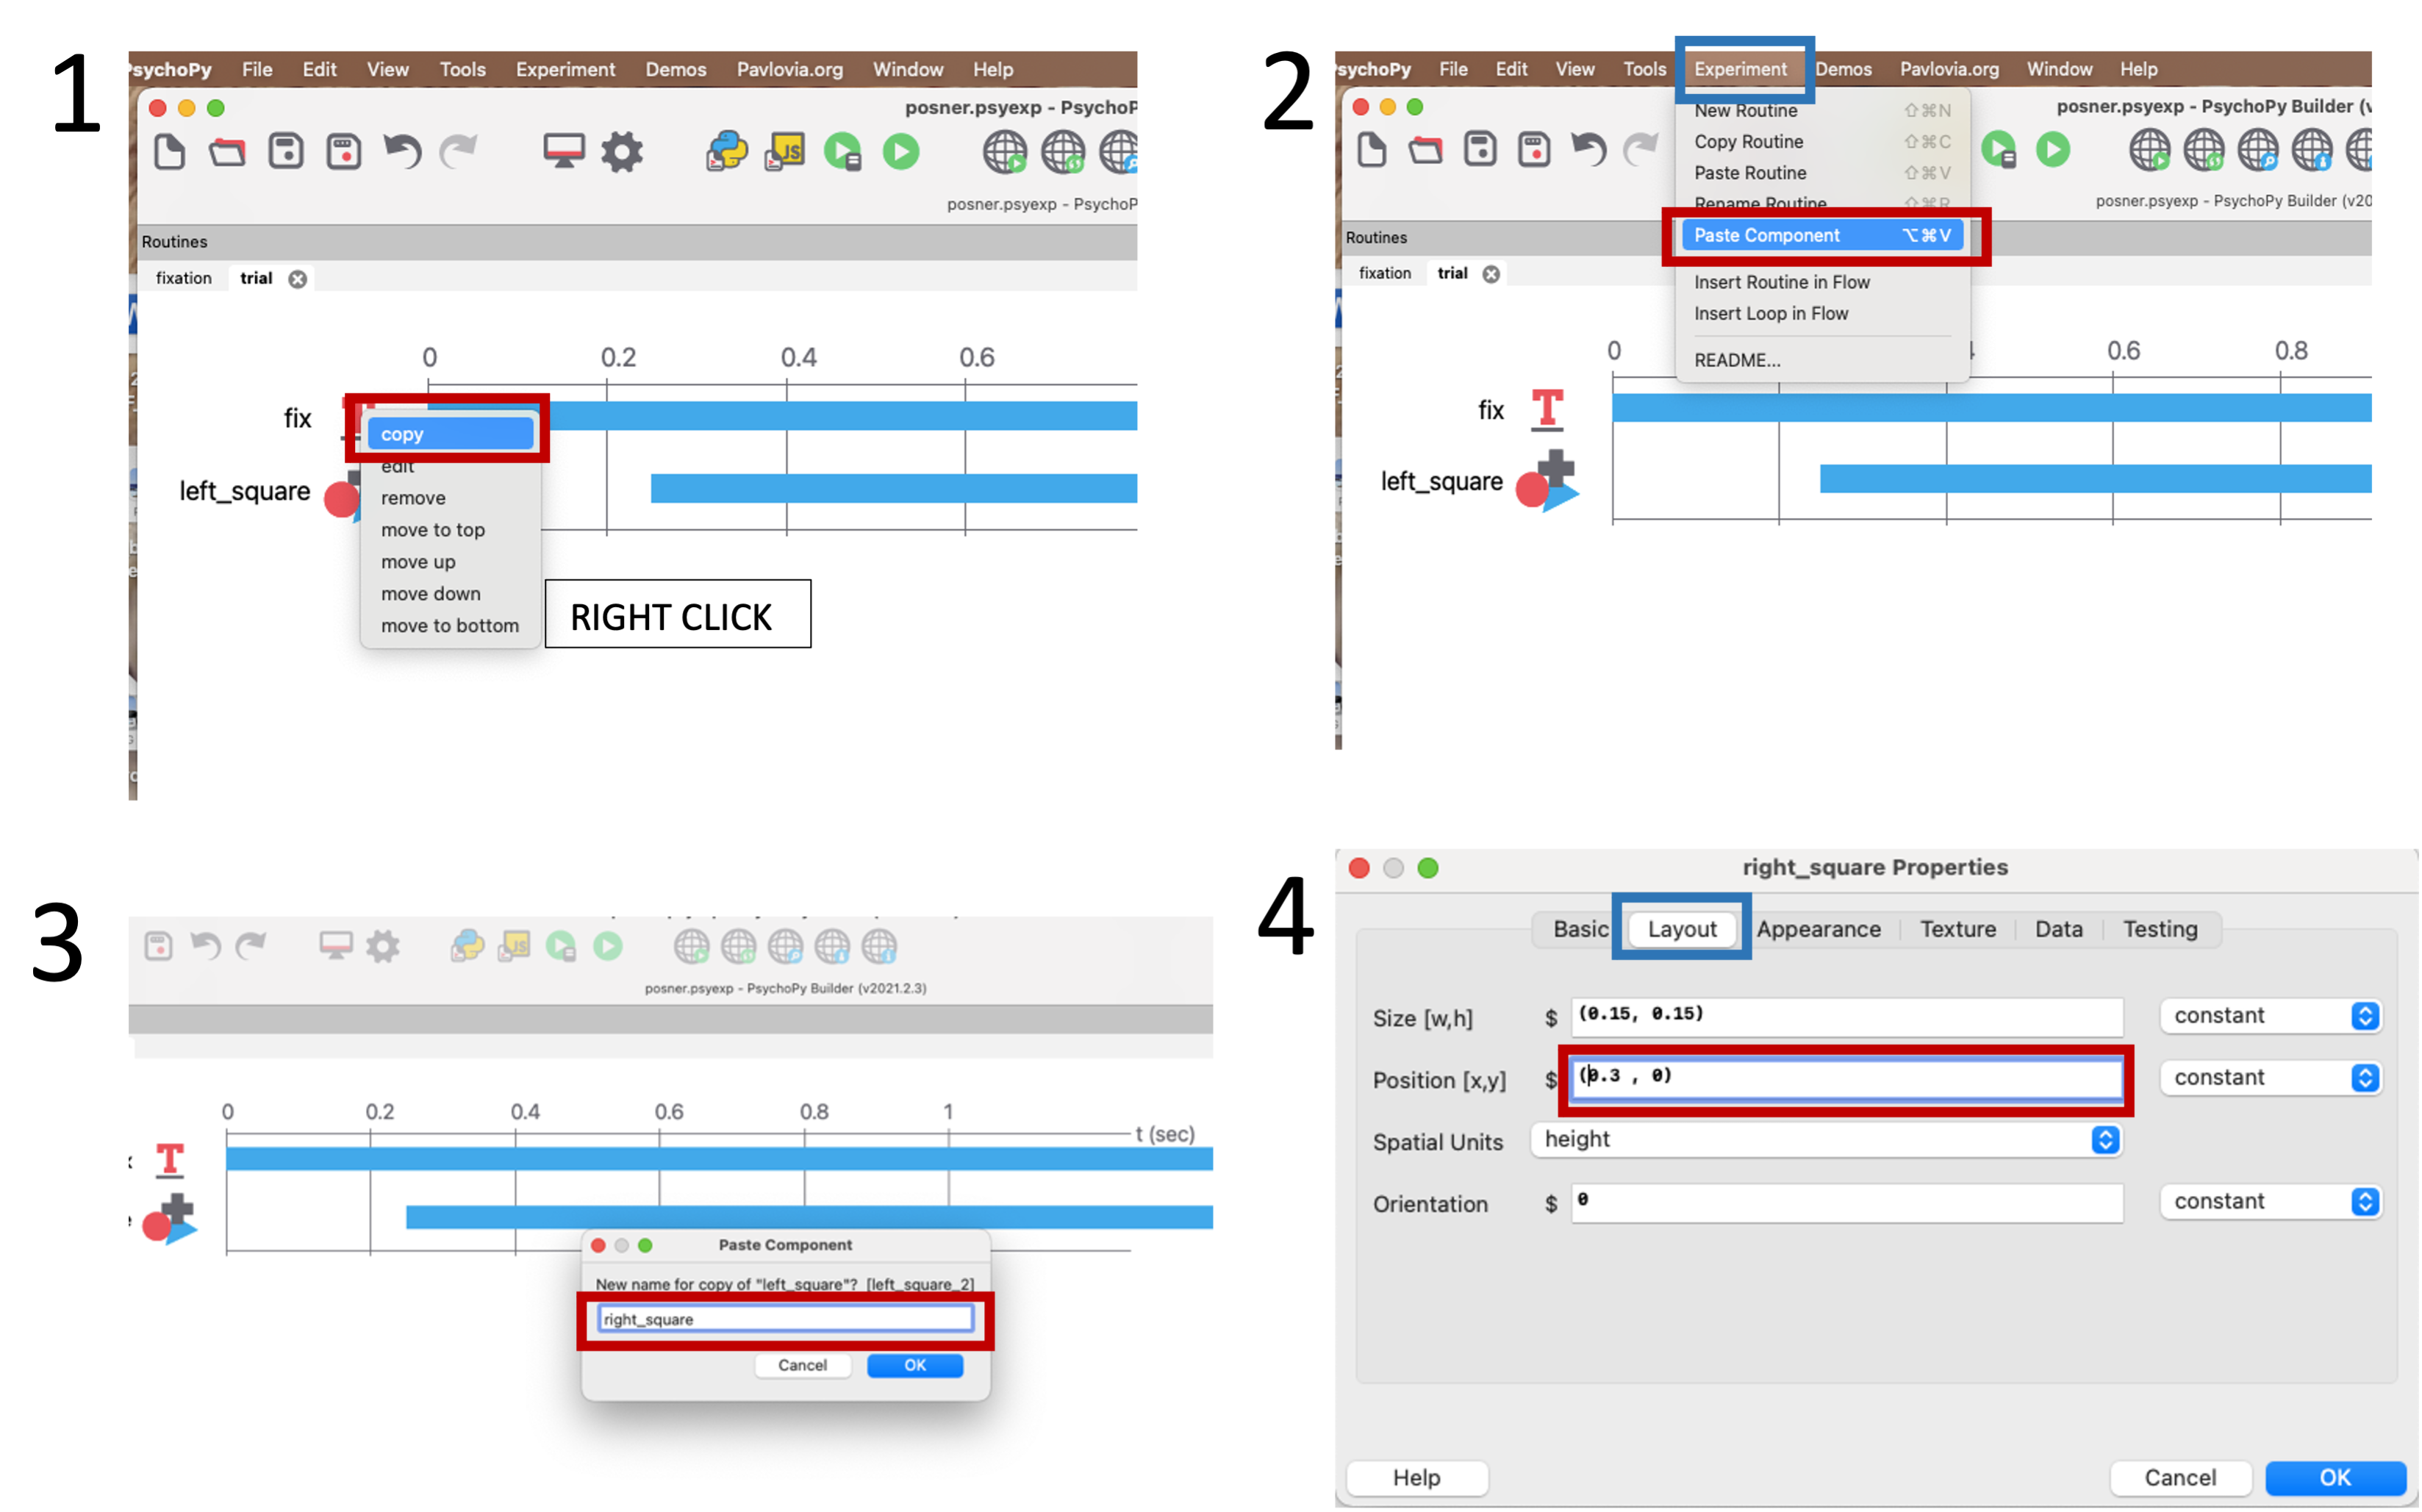 1
PsychoPy File Edit View Tools Experiment Demos Pavlovia.org Window Help
posner.psyexp - PsychoP
JS
posner.psyexp - PsychoP
Routines
fixation trial
0 0.2 0.4 0.6
fix
copy
edit
left_square
remove
move to top
move up
move down
move to bottom
RIGHT CLICK
2
sychoPy File Edit View Tools Experiment Demos Pavlovia.org Window Help
posner.psyexp - PsychoPy Builder (v
New Routine ⇧⌘N
Copy Routine ⇧⌘C
Paste Routine ⇧⌘V
Rename Routine ⇧⌘R
posner.psyexp - PsychoPy Builder (v20
Paste Component ⌥⌘V
Routines
fixation trial
Insert Routine in Flow
Insert Loop in Flow
README...
0 0.6 0.8
fix T
left_square
3
JS
posner.psyexp - PsychoPy Builder (v2021.2.3)
0 0.2 0.4 0.6 0.8 1
t (sec)
T
Paste Component
New name for copy of "left_square"? [left_square_2]
right_square
Cancel OK
4
right_square Properties
Basic Layout Appearance Texture Data Testing
Size [w,h] $ (0.15, 0.15) constant
Position [x,y] $ (0.3 , 0) constant
Spatial Units height
Orientation $ 0 constant
Help Cancel OK